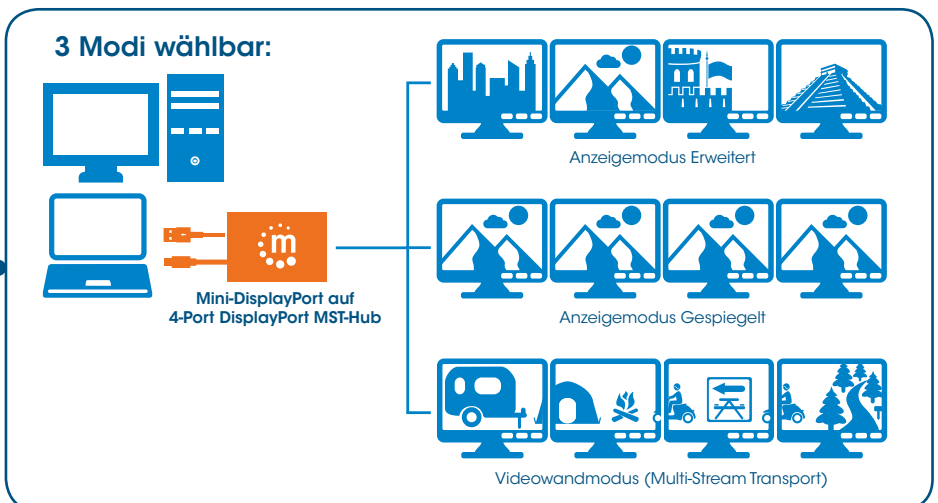 3 Modi wählbar:
Anzeigemodus Erweitert
m
Mini-DisplayPort auf
4-Port DisplayPort MST-Hub
Anzeigemodus Gespiegelt
Videowandmodus (Multi-Stream Transport)